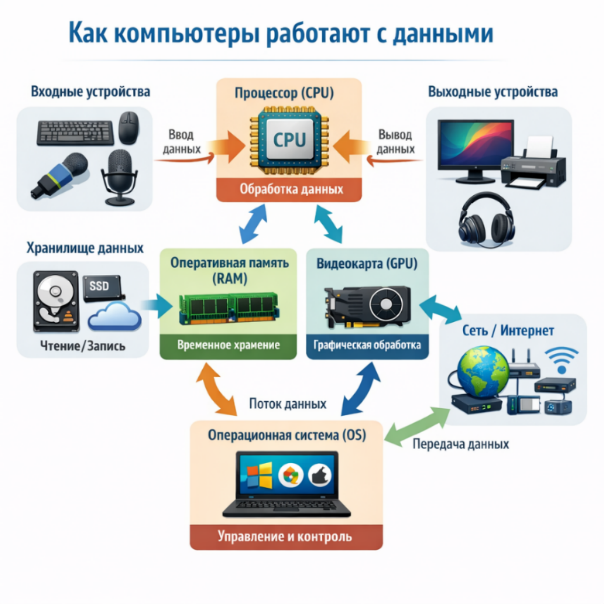 Как компьютеры работают с данными
Входные устройства
Процессор (CPU)
Выходные устройства
Ввод
данных
CPU
Вывод
данных
Обработка данных
Хранилище данных
SSD
Чтение/Запись
Оперативная память
(RAM)
Временное хранение
Видеокарта (GPU)
Графическая обработка
Сеть / Интернет
Поток данных
Передача данных
Операционная система (OS)
Управление и контроль